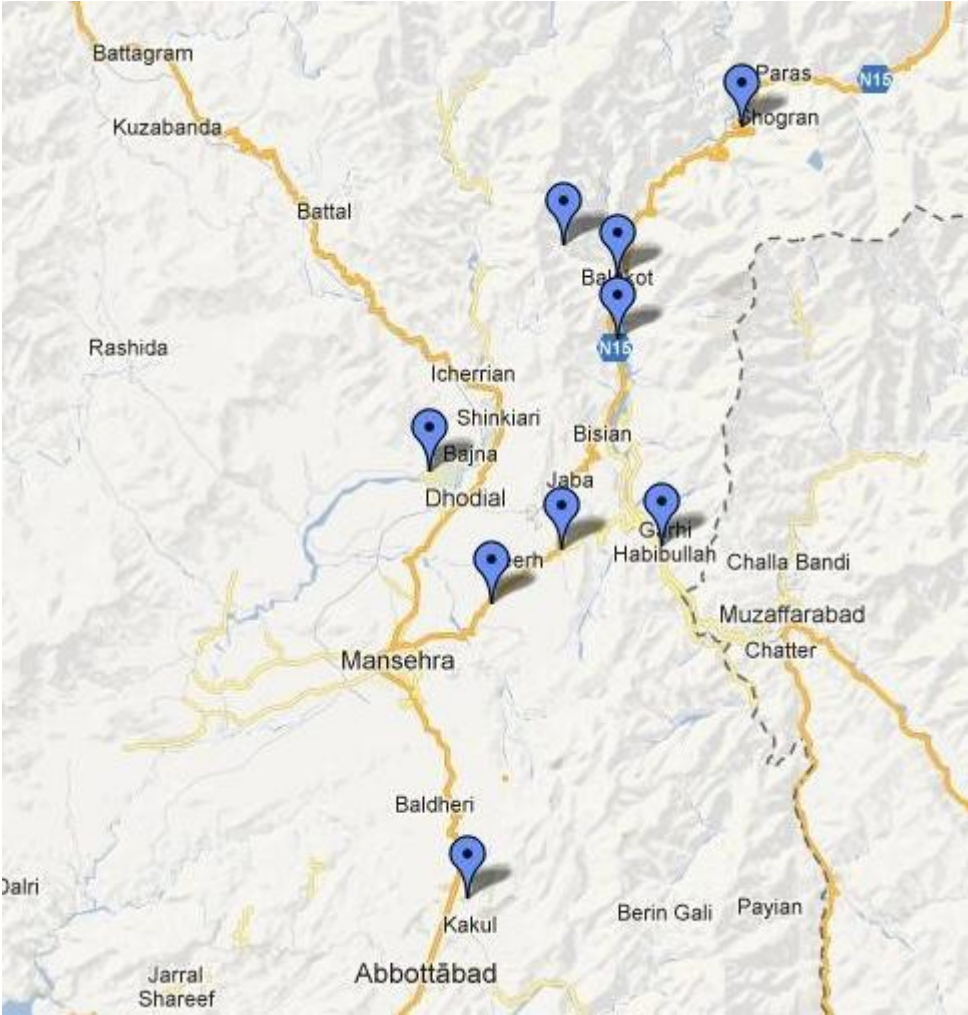 Battagram
Paras
N15
Kuzabanda
Shogran
Battal
Balakot
N15
Rashida
Icherrian
Shinkiari
Bisian
Bajna
Jaba
Dhodial
Garhi
Habibullah
eerh
Challa Bandi
Muzaffarabad
Chatter
Mansehra
Baldheri
Dalri
Berin Gali
Payian
Kakul
Abbottābad
Jarral
Shareef